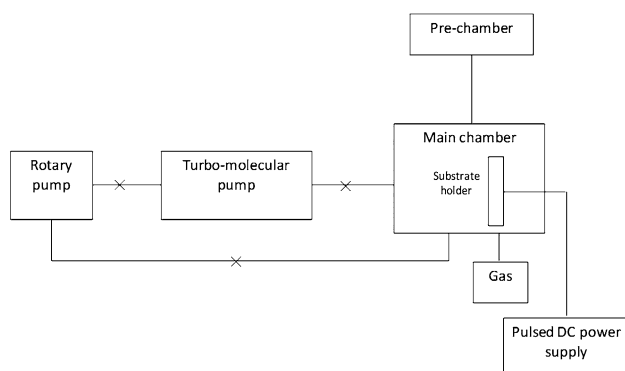 Pre-chamber
Main chamber
Rotary
pump
Turbo-molecular
pump
Substrate
holder
Gas
Pulsed DC power
supply